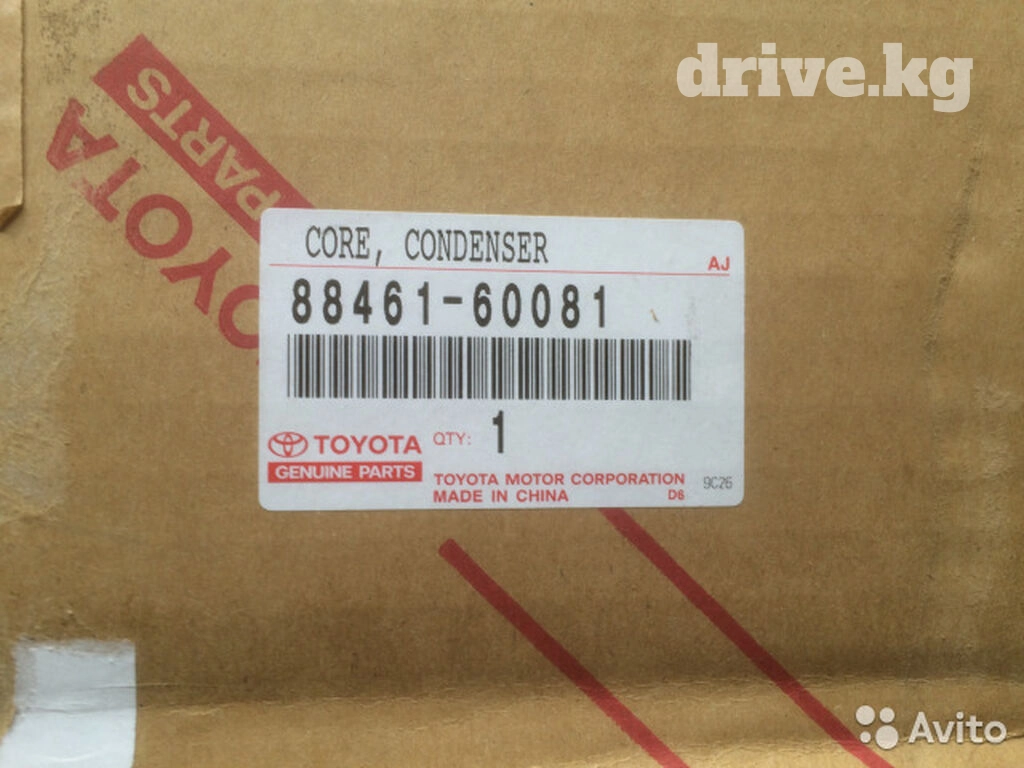 drive.kg
PARTS
TOYOTA
CORE, CONDENSER
AJ
88461-60081
QTY: 1
TOYOTA
GENUINE PARTS
TOYOTA MOTOR CORPORATION
MADE IN CHINA
D6
9C26
Avito